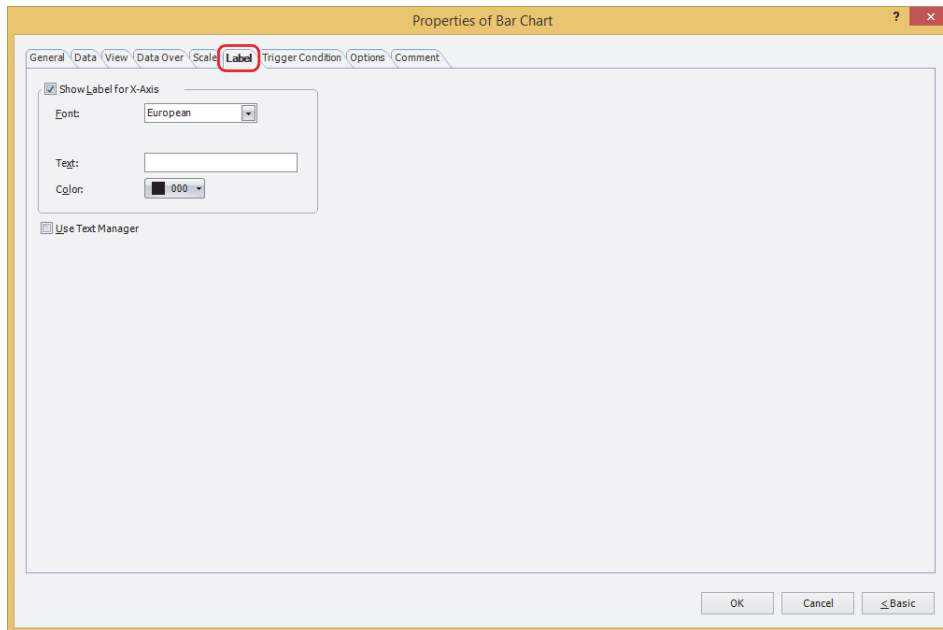 Properties of Bar Chart ? ×
General Data View Data Over Scale Label Trigger Condition Options Comment
Show Label for X-Axis
Font: European
Text:
Color: 000
Use Text Manager
OK Cancel < Basic